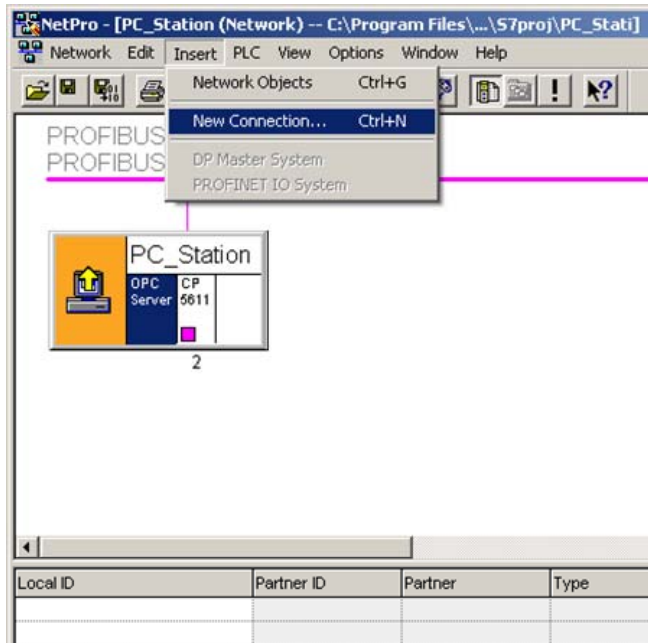 NetPro - [PC_Station (Network) -- C:\Program Files\...\S7proj\PC_Stati]
Network Edit Insert PLC View Options Window Help
Network Objects Ctrl+G
New Connection... Ctrl+N
DP Master System
PROFINET IO System
PROFIBUS
PROFIBUS
PC_Station
OPC Server
CP 5611
2
Local ID Partner ID Partner Type